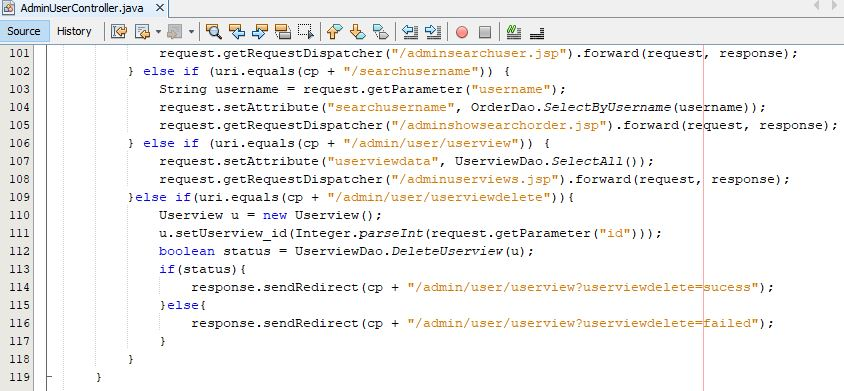 AdminUserController.java
Source History
101 request.getRequestDispatcher("/adminsearchuser.jsp").forward(request, response);
102 } else if (uri.equals(cp + "/searchusername")) {
103 String username = request.getParameter("username");
104 request.setAttribute("searchusername", OrderDao.SelectByUsername(username));
105 request.getRequestDispatcher("/adminshowsearchorder.jsp").forward(request, response);
106 } else if (uri.equals(cp + "/admin/user/userview")) {
107 request.setAttribute("userviewdata", UserviewDao.SelectAll());
108 request.getRequestDispatcher("/adminuserviews.jsp").forward(request, response);
109 }else if(uri.equals(cp + "/admin/user/userviewdelete")){
110 Userview u = new Userview();
111 u.setUserview_id(Integer.parseInt(request.getParameter("id")));
112 boolean status = UserviewDao.DeleteUserview(u);
113 if(status){
114 response.sendRedirect(cp + "/admin/user/userview?userviewdelete=sucess");
115 }else{
116 response.sendRedirect(cp + "/admin/user/userview?userviewdelete=failed");
117 }
118 }
119 }